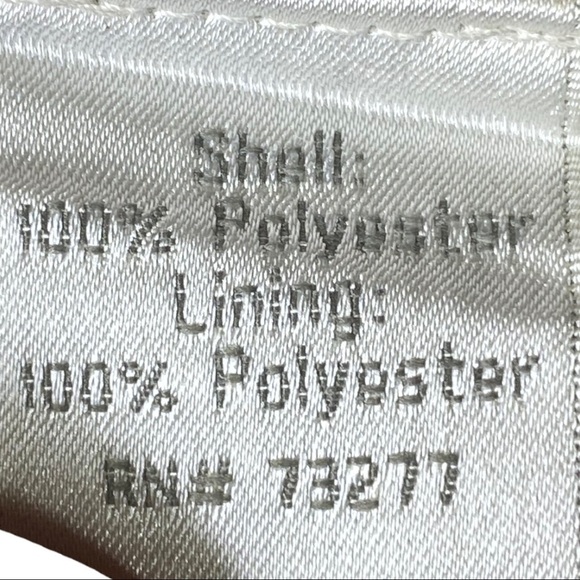 Shell:
100% Polyester
Lining:
100% Polyester
RN# 73277